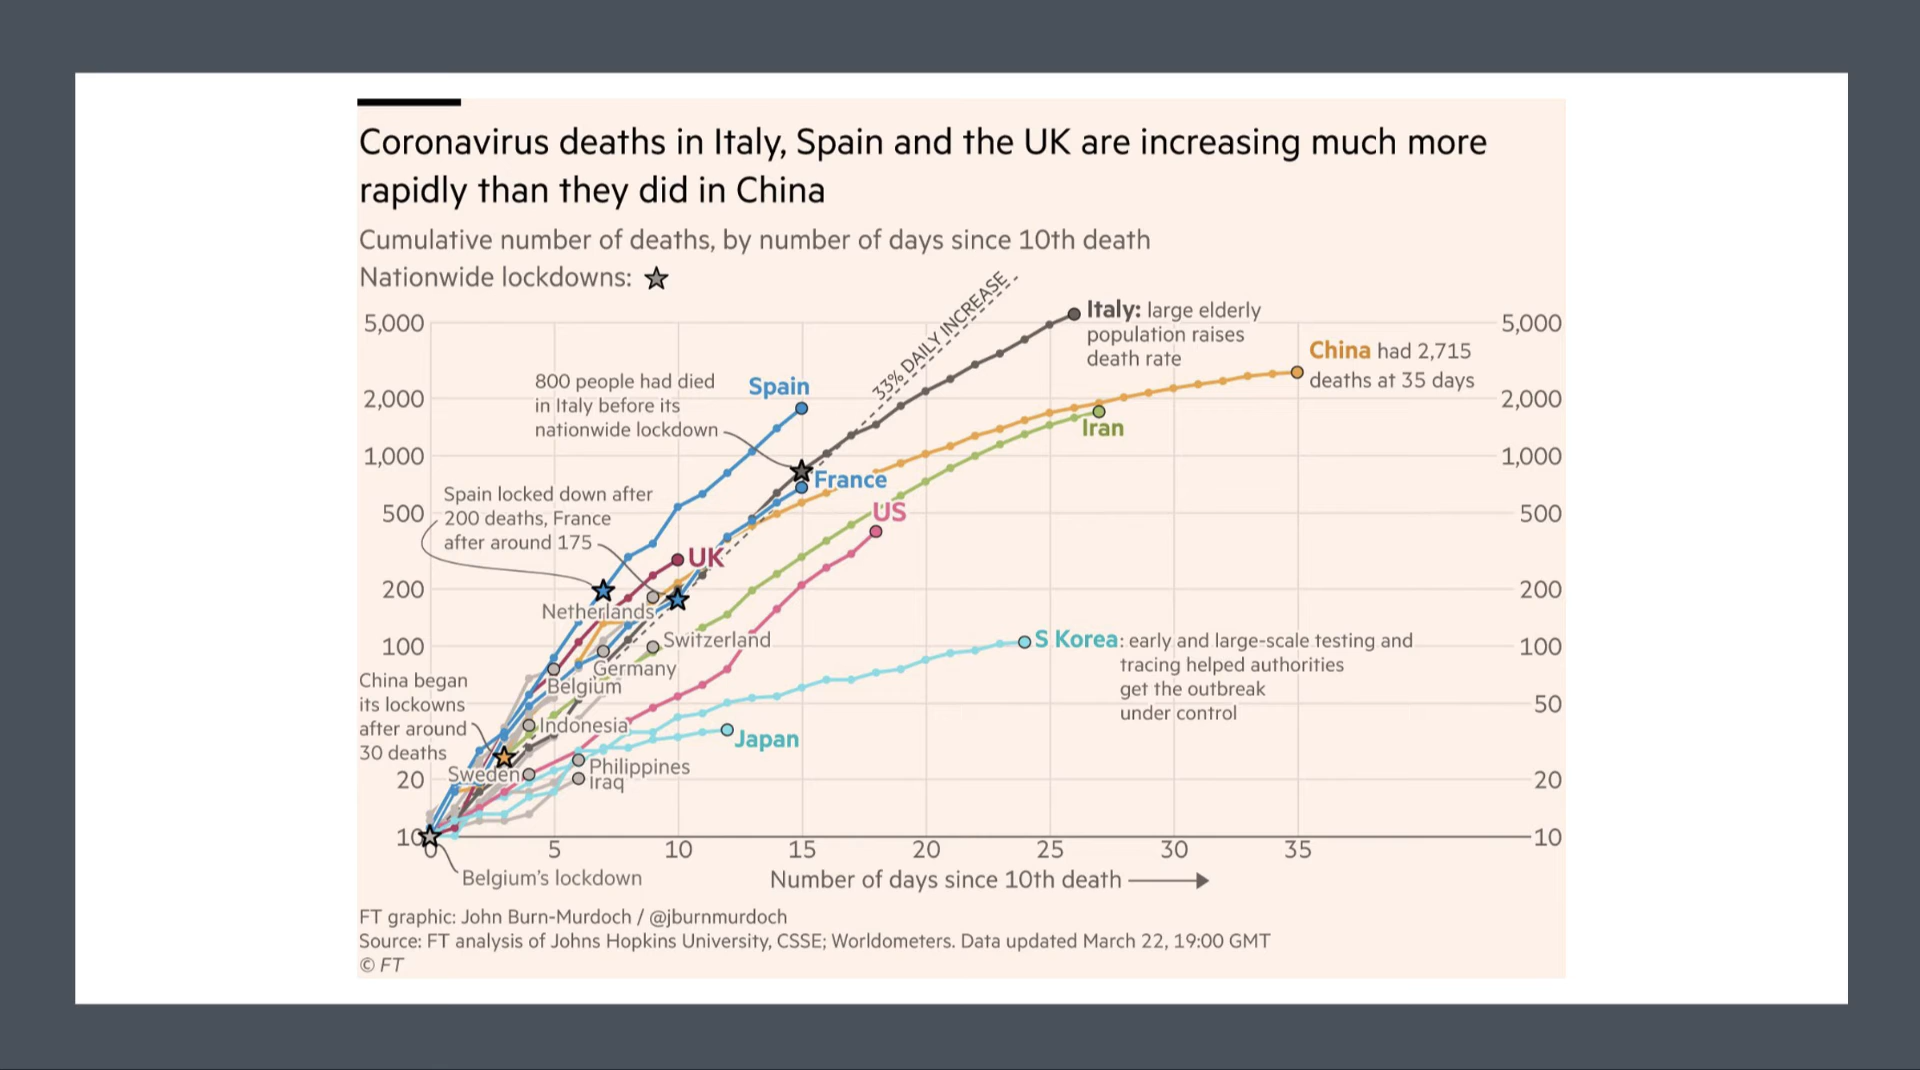 Coronavirus deaths in Italy, Spain and the UK are increasing much more
rapidly than they did in China
Cumulative number of deaths, by number of days since 10th death
Nationwide lockdowns:
33% DAILY INCREASE
5,000
2,000
1,000
500
200
100
20
10
5,000
2,000
1,000
500
200
100
50
20
10
Italy: large elderly
population raises
death rate
China had 2,715
deaths at 35 days
800 people had died
in Italy before its
nationwide lockdown
Spain
Iran
France
US
Spain locked down after
200 deaths, France
after around 175
UK
Netherlands
Switzerland
Germany
Belgium
S Korea: early and large-scale testing and
tracing helped authorities
get the outbreak
under control
China began
its lockowns
after around
30 deaths
Indonesia
Japan
Sweden
Philippines
Iraq
0 5 10 15 20 25 30 35
Belgium's lockdown
Number of days since 10th death
FT graphic: John Burn-Murdoch / @jburnmurdoch
Source: FT analysis of Johns Hopkins University, CSSE; Worldometers. Data updated March 22, 19:00 GMT
© FT